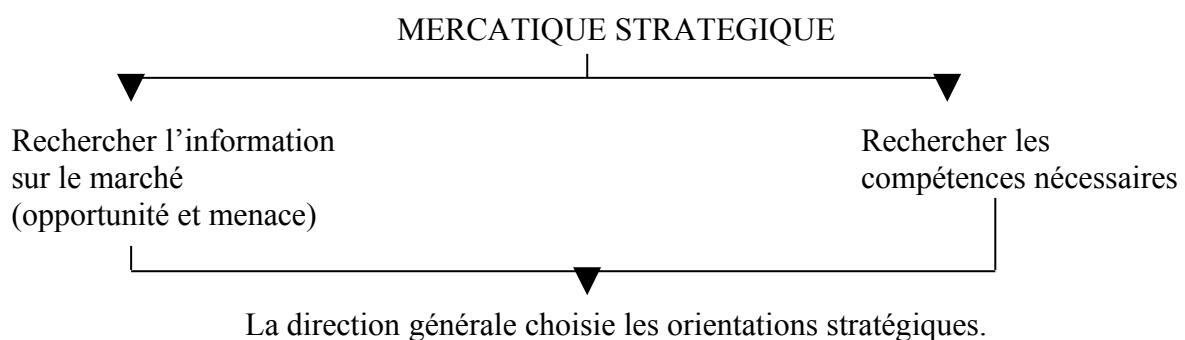 MERCATIQUE STRATEGIQUE
Rechercher l’information
sur le marché
(opportunité et menace)
Rechercher les
compétences nécessaires
La direction générale choisie les orientations stratégiques.